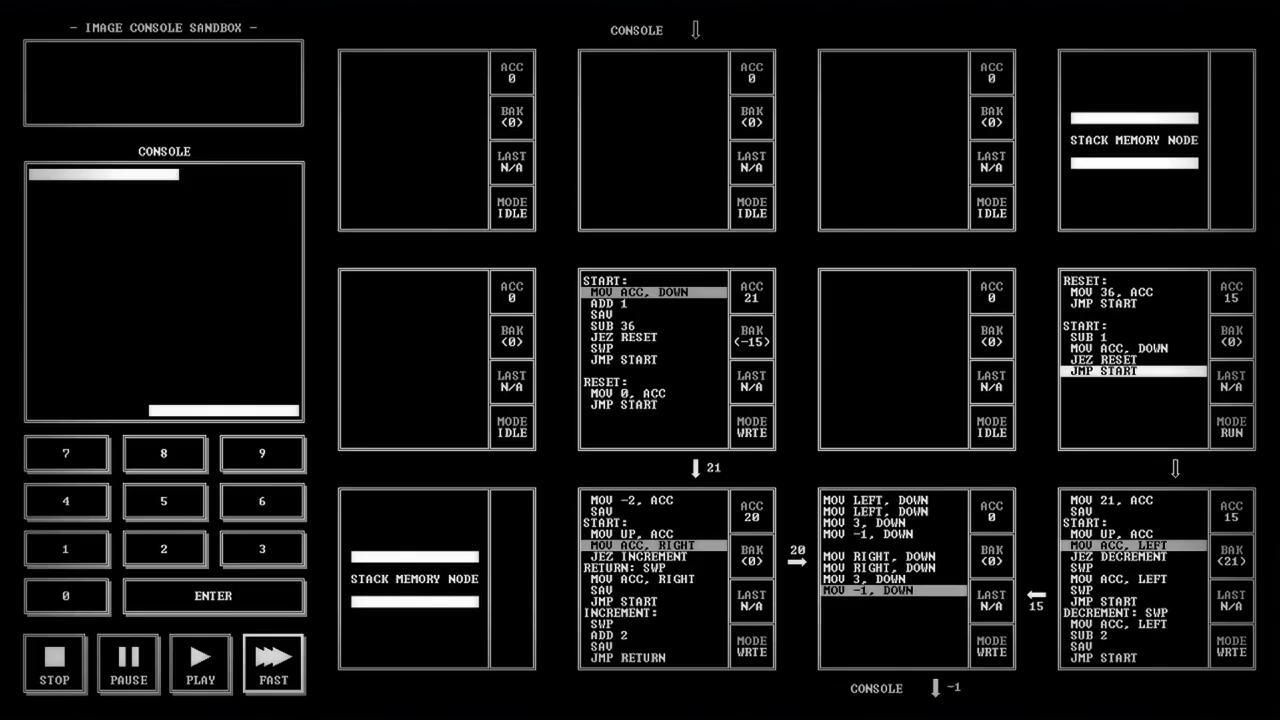 - IMAGE CONSOLE SANDBOX -
CONSOLE
7
8
9
4
5
6
1
2
3
0
ENTER
STOP
PAUSE
PLAY
FAST
CONSOLE
ACC
0
BAK
<0>
LAST
N/A
MODE
IDLE
ACC
0
BAK
<0>
LAST
N/A
MODE
IDLE
ACC
0
BAK
<0>
LAST
N/A
MODE
IDLE
STACK MEMORY NODE
ACC
0
BAK
<0>
LAST
N/A
MODE
IDLE
START:
MOV ACC, DOWN
ADD 1
SAV
SUB 36
JEZ RESET
SWP
JMP START
RESET:
MOV 0, ACC
JMP START
ACC
21
BAK
<-15>
LAST
N/A
MODE
WRTE
ACC
0
BAK
<0>
LAST
N/A
MODE
IDLE
RESET:
MOV 36, ACC
JMP START
START:
SUB 1
MOV ACC, DOWN
JEZ RESET
JMP START
ACC
15
BAK
<0>
LAST
N/A
MODE
RUN
21
STACK MEMORY NODE
MOV -2, ACC
SAV
START:
MOV UP, ACC
MOV ACC, RIGHT
JEZ INCREMENT
RETURN: SWP
MOV ACC, RIGHT
SAV
JMP START
INCREMENT:
SWP
ADD 2
SAV
JMP RETURN
ACC
20
BAK
<0>
LAST
N/A
MODE
WRTE
20
MOV LEFT, DOWN
MOV LEFT, DOWN
MOV 3, DOWN
MOV -1, DOWN
MOV RIGHT, DOWN
MOV RIGHT, DOWN
MOV 3, DOWN
MOV -1, DOWN
ACC
0
BAK
<0>
LAST
N/A
MODE
WRTE
15
MOV 21, ACC
SAV
START:
MOV UP, ACC
MOV ACC, LEFT
JEZ DECREMENT
SWP
MOV ACC, LEFT
SWP
JMP START
DECREMENT: SWP
MOV ACC, LEFT
SUB 2
SAV
JMP START
ACC
15
BAK
<21>
LAST
N/A
MODE
WRTE
CONSOLE
-1